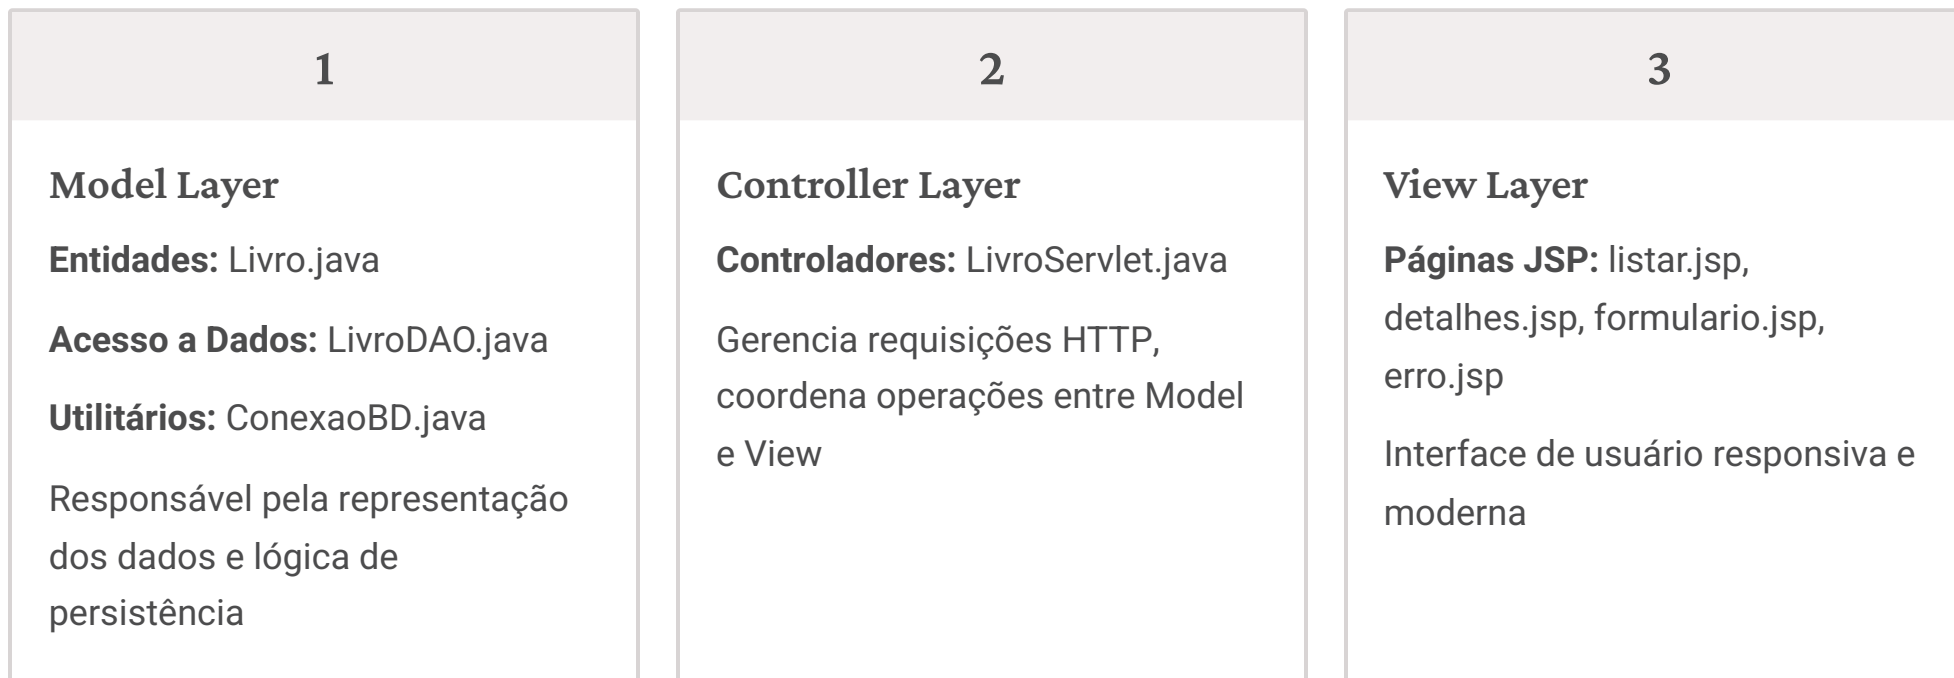 1
Model Layer
Entidades: Livro.java
Acesso a Dados: LivroDAO.java
Utilitários: ConexaoBD.java
Responsável pela representação
dos dados e lógica de
persistência
2
Controller Layer
Controladores: LivroServlet.java
Gerencia requisições HTTP,
coordena operações entre Model
e View
3
View Layer
Páginas JSP: listar.jsp,
detalhes.jsp, formulario.jsp,
erro.jsp
Interface de usuário responsiva e
moderna